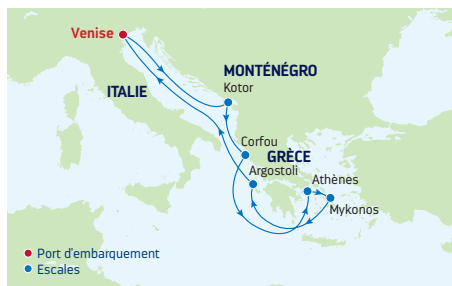 Venise
MONTÉNÉGRO
Kotor
ITALIE
Corfou
GRÈCE
Argostoli
Athènes
Mykonos
Port d'embarquement
Escales